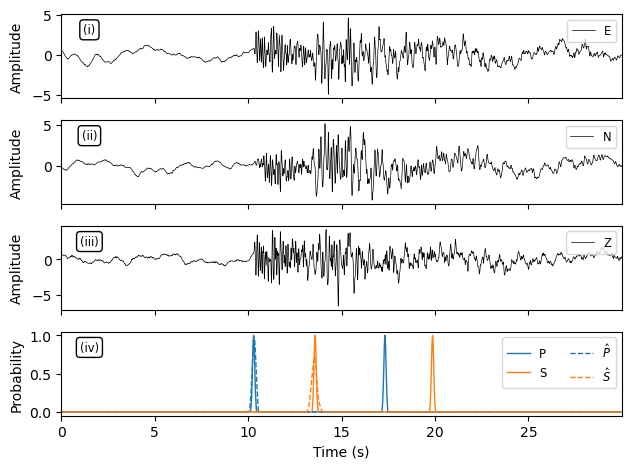 5
0
−5
Amplitude
(i)
E
5
0
Amplitude
(ii)
N
0
−5
Amplitude
(iii)
Z
1.0
0.5
0.0
Probability
(iv)
P
S
P̂
Ŝ
0 5 10 15 20 25
Time (s)